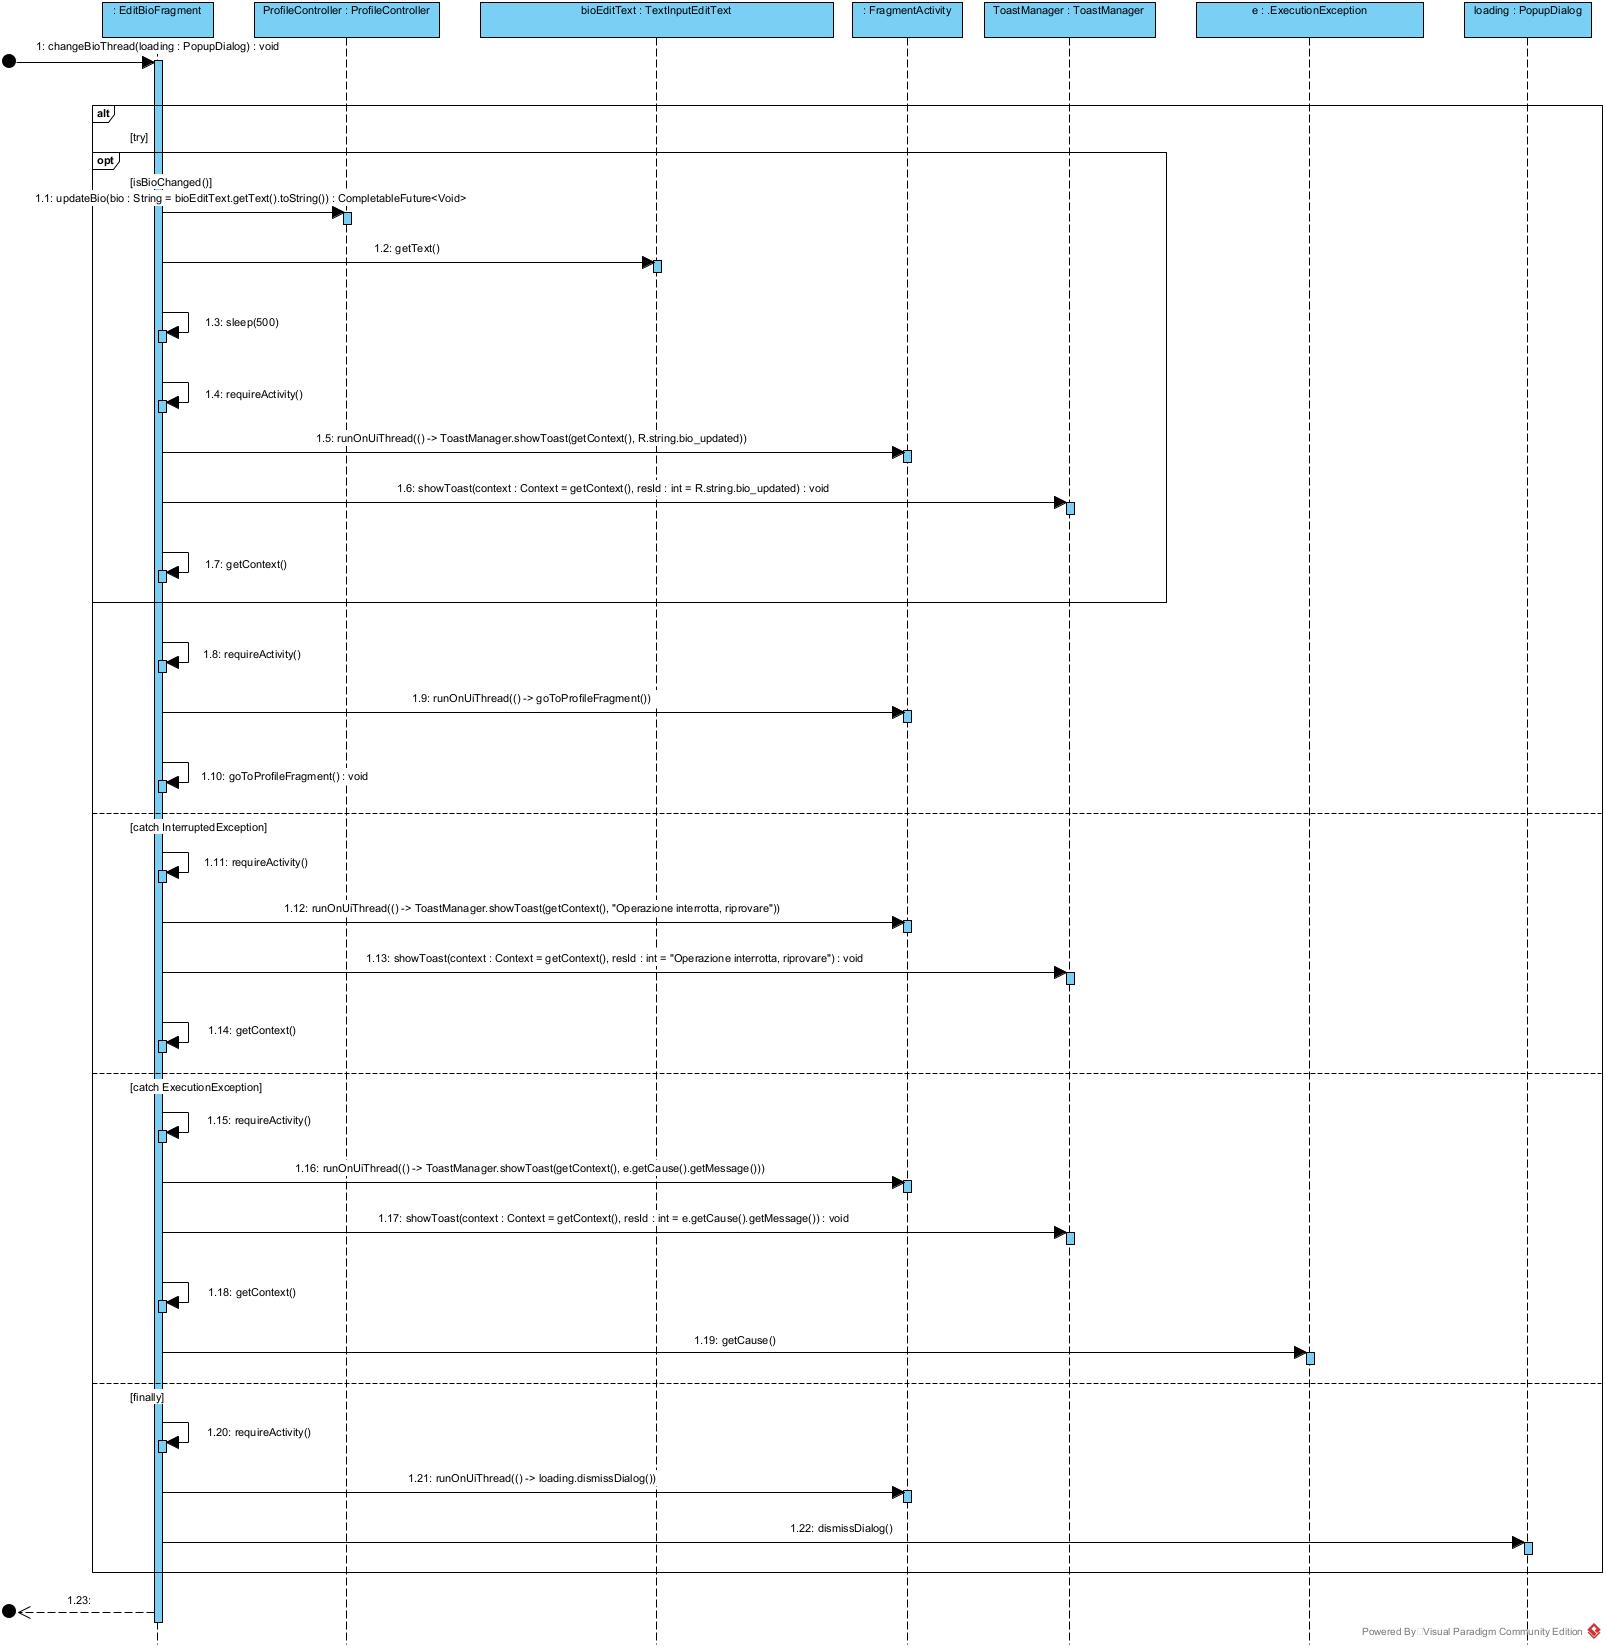 : EditBioFragment
ProfileController : ProfileController
bioEditText : TextInputEditText
: FragmentActivity
ToastManager : ToastManager
e : .ExecutionException
loading : PopupDialog
1: changeBioThread(loading : PopupDialog) : void
alt
[try]
opt
[isBioChanged()]
1.1: updateBio(bio : String = bioEditText.getText().toString()) : CompletableFuture<Void>
1.2: getText()
1.3: sleep(500)
1.4: requireActivity()
1.5: runOnUiThread(() -> ToastManager.showToast(getContext(), R.string.bio_updated))
1.6: showToast(context : Context = getContext(), resId : int = R.string.bio_updated) : void
1.7: getContext()
1.8: requireActivity()
1.9: runOnUiThread(() -> goToProfileFragment())
1.10: goToProfileFragment() : void
[catch InterruptedException]
1.11: requireActivity()
1.12: runOnUiThread(() -> ToastManager.showToast(getContext(), "Operazione interrotta, riprovare"))
1.13: showToast(context : Context = getContext(), resId : int = "Operazione interrotta, riprovare") : void
1.14: getContext()
[catch ExecutionException]
1.15: requireActivity()
1.16: runOnUiThread(() -> ToastManager.showToast(getContext(), e.getCause().getMessage()))
1.17: showToast(context : Context = getContext(), resId : int = e.getCause().getMessage()) : void
1.18: getContext()
1.19: getCause()
[finally]
1.20: requireActivity()
1.21: runOnUiThread(() -> loading.dismissDialog())
1.22: dismissDialog()
1.23:
Powered By Visual Paradigm Community Edition